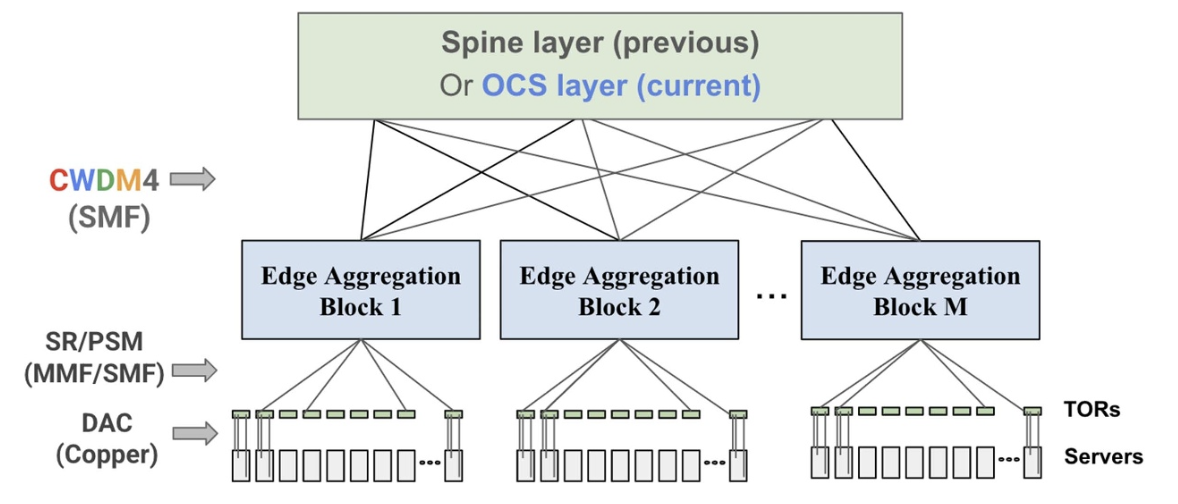 Spine layer (previous)
Or OCS layer (current)
CWDM4
(SMF)
Edge Aggregation
Block 1
Edge Aggregation
Block 2
...
Edge Aggregation
Block M
SR/PSM
(MMF/SMF)
DAC
(Copper)
TORs
Servers